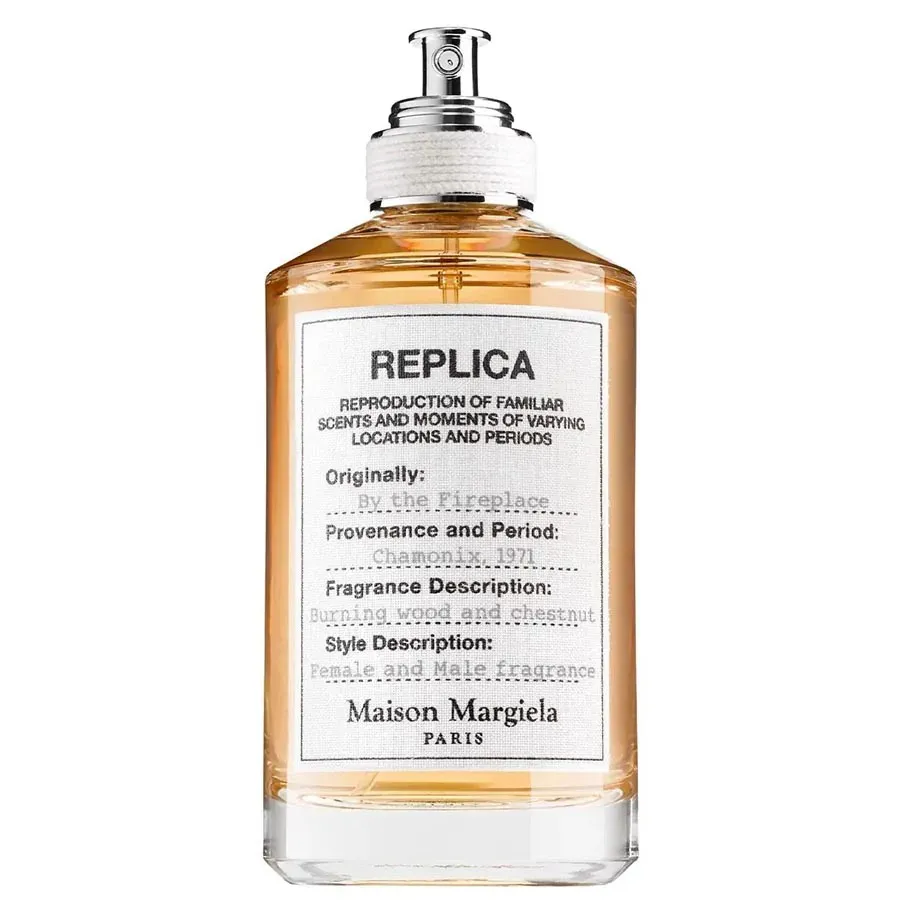 REPLICA
REPRODUCTION OF FAMILIAR
SCENTS AND MOMENTS OF VARYING
LOCATIONS AND PERIODS
Originally:
By the Fireplace
Provenance and Period:
Chamonix, 1971
Fragrance Description:
Burning wood and chestnut
Style Description:
Female and Male fragrance
Maison Margiela
PARIS